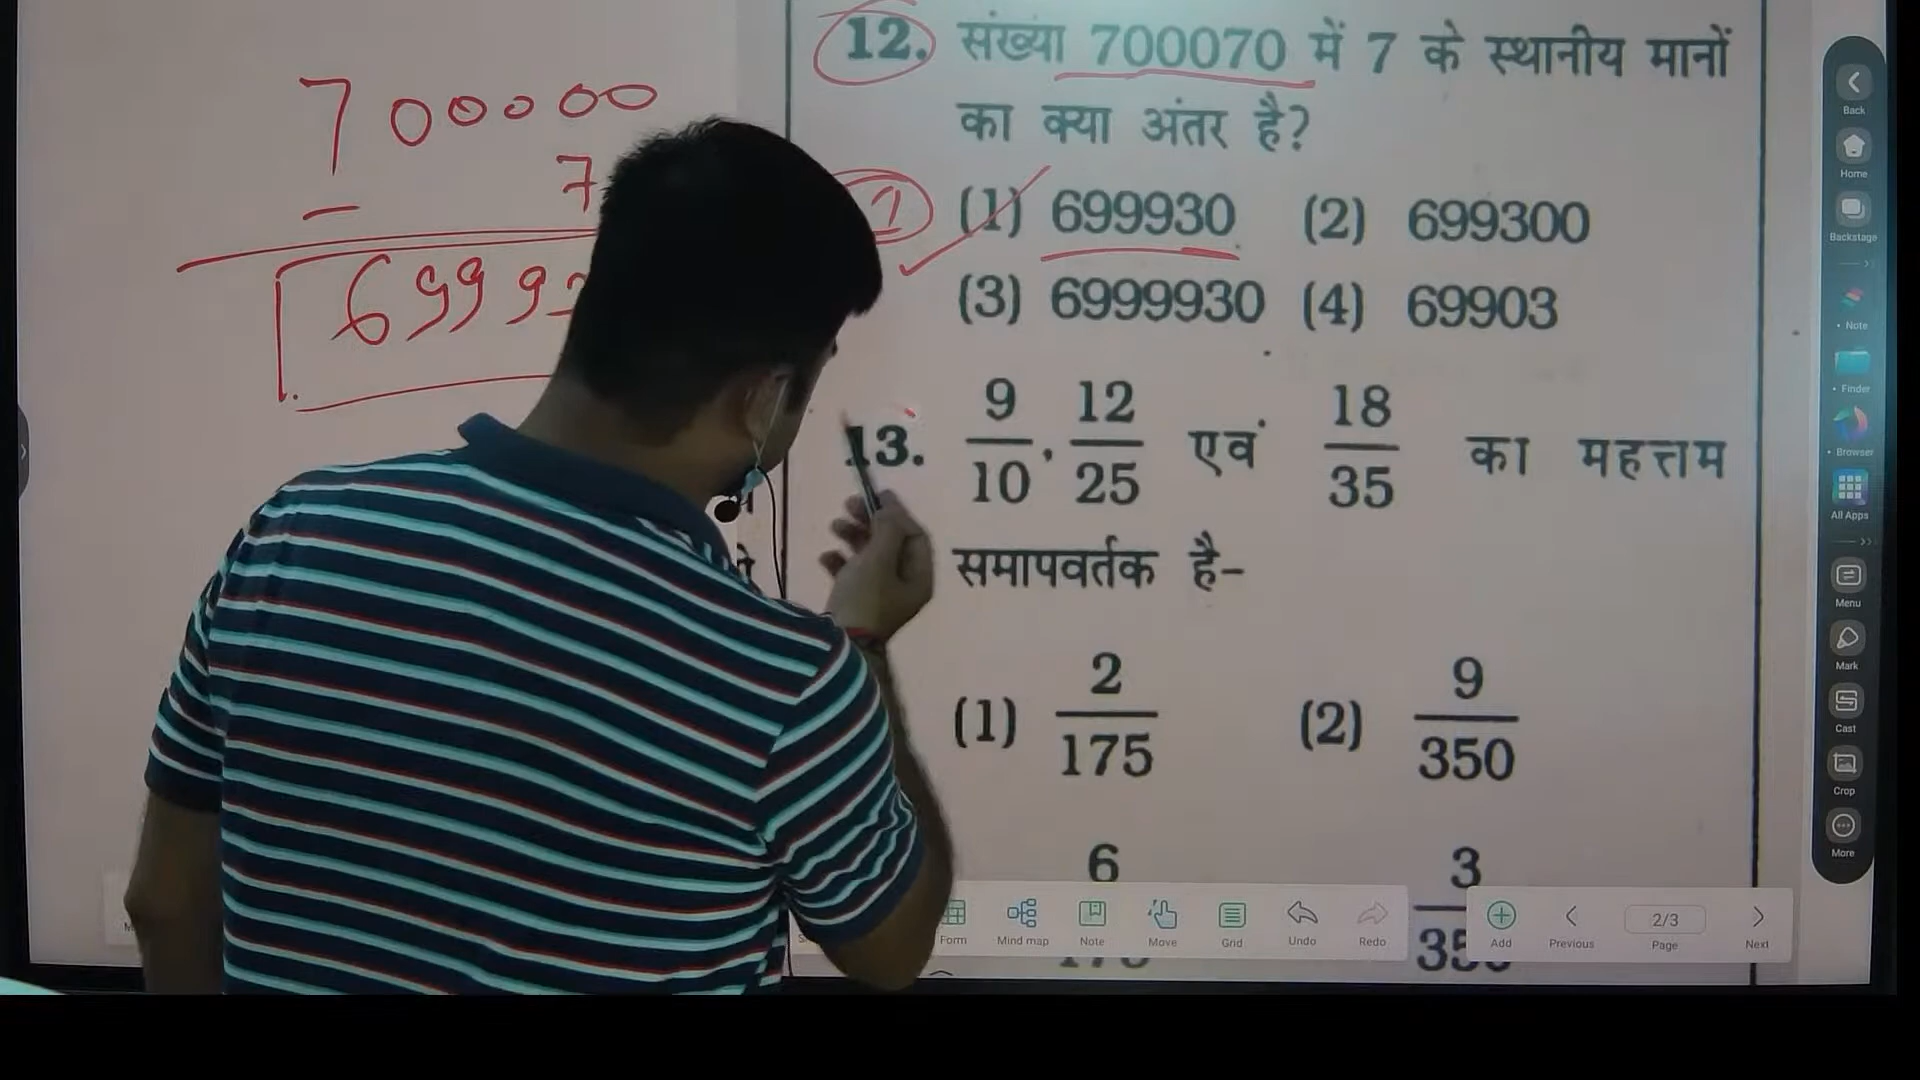 700000
7
−
6999
12. संख्या 700070 में 7 के स्थानीय मानों
का क्या अंतर है?
1 (1) 699930 (2) 699300
(3) 6999930 (4) 69903
13. 9/10, 12/25 एवं 18/35 का महत्तम
समापवर्तक है-
(1) 2/175 (2) 9/350
6 3
Form Mind map Note Move Grid Undo Redo
Add Previous 2/3 Page Next
Back
Home
Backstage
• Note
• Finder
• Browser
All Apps
Menu
Mark
Cast
Crop
More